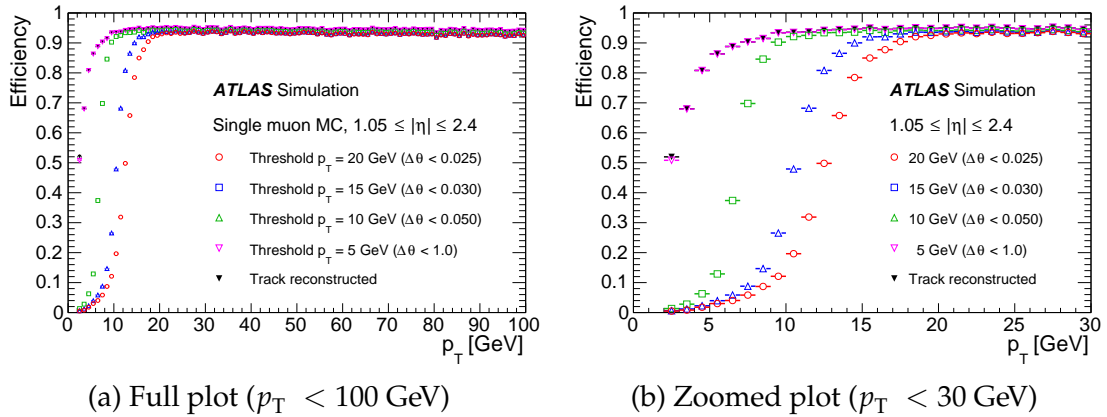 Efficiency
1
0.9
0.8
0.7
0.6
0.5
0.4
0.3
0.2
0.1
0
0 10 20 30 40 50 60 70 80 90 100
p_T [GeV]
ATLAS Simulation
Single muon MC, 1.05 ≤ |η| ≤ 2.4
Threshold p_T = 20 GeV (Δθ < 0.025)
Threshold p_T = 15 GeV (Δθ < 0.030)
Threshold p_T = 10 GeV (Δθ < 0.050)
Threshold p_T = 5 GeV (Δθ < 1.0)
Track reconstructed
(a) Full plot (p_T < 100 GeV)
Efficiency
1
0.9
0.8
0.7
0.6
0.5
0.4
0.3
0.2
0.1
0
0 5 10 15 20 25 30
p_T [GeV]
ATLAS Simulation
1.05 ≤ |η| ≤ 2.4
20 GeV (Δθ < 0.025)
15 GeV (Δθ < 0.030)
10 GeV (Δθ < 0.050)
5 GeV (Δθ < 1.0)
Track reconstructed
(b) Zoomed plot (p_T < 30 GeV)